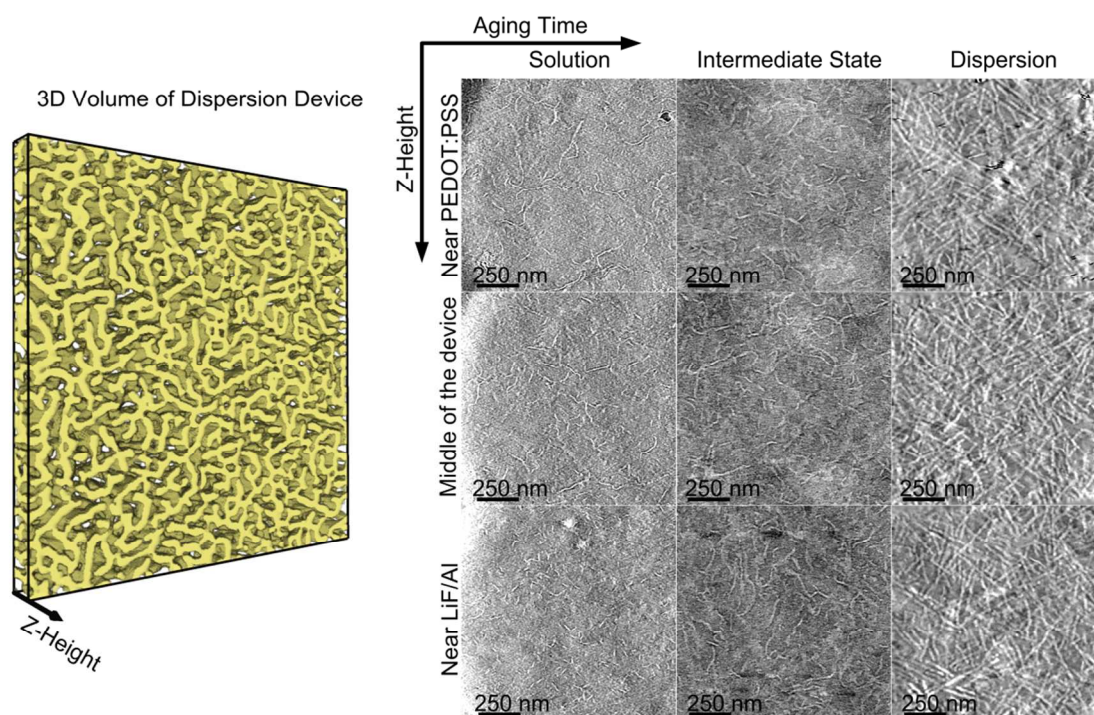 Aging Time
Solution
Intermediate State
Dispersion
3D Volume of Dispersion Device
Z-Height
Near PEDOT:PSS
250 nm
250 nm
250 nm
Middle of the device
250 nm
250 nm
250 nm
Near LiF/Al
250 nm
250 nm
250 nm
Z-Height